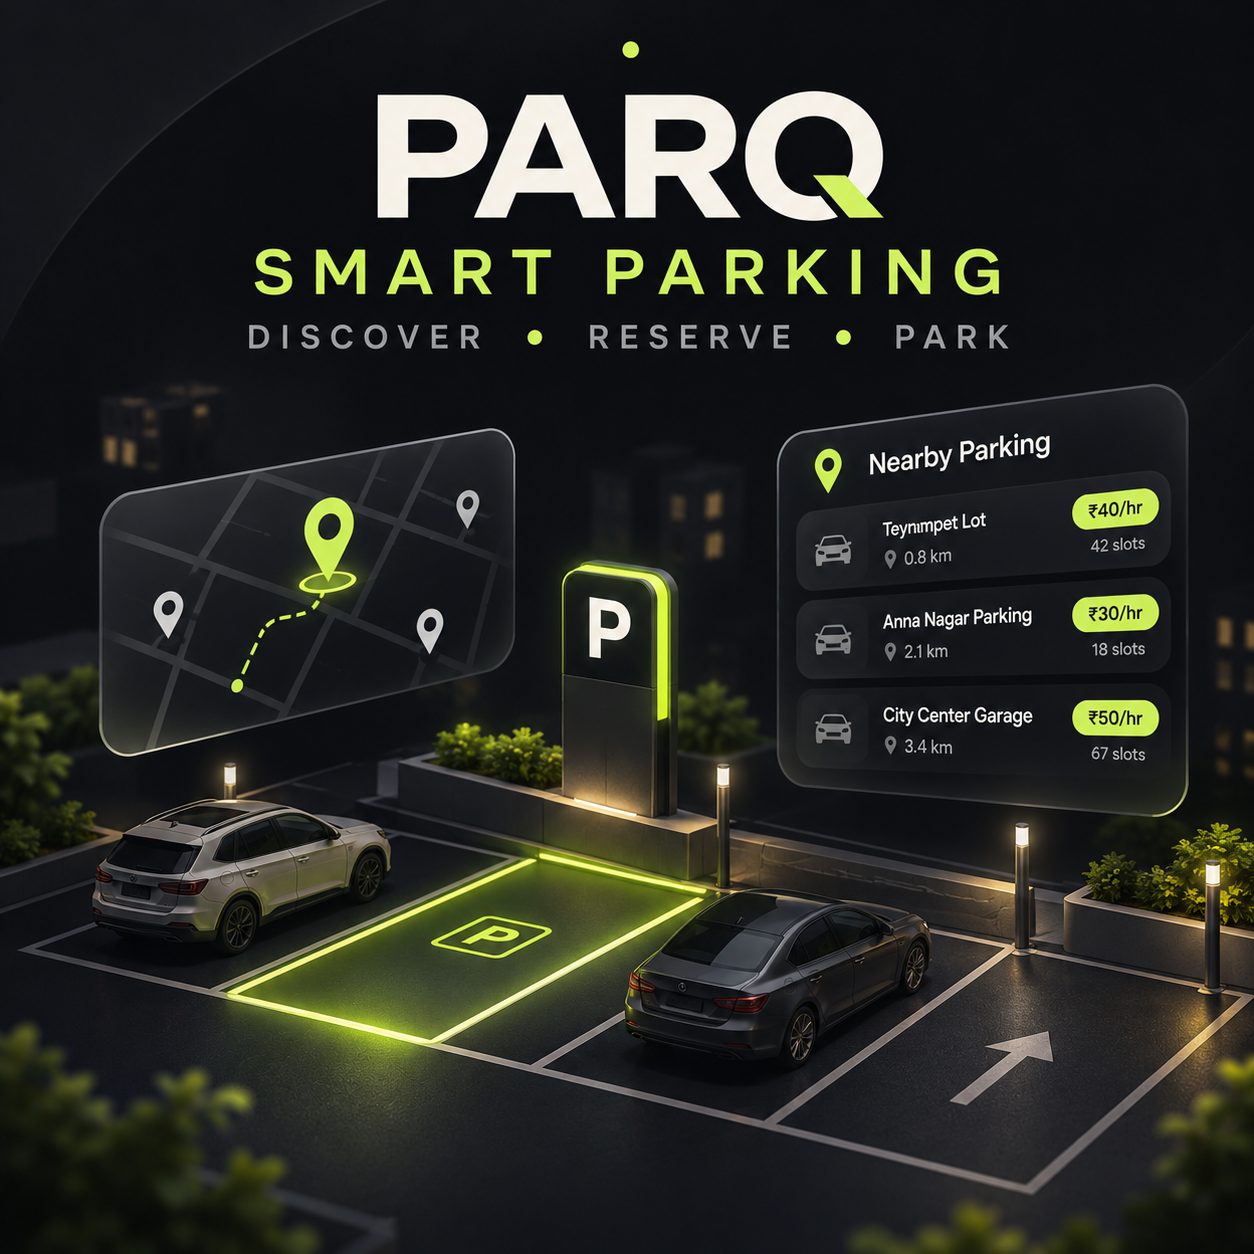 PARQ
SMART PARKING
DISCOVER • RESERVE • PARK
Nearby Parking
Teynmpet Lot
₹40/hr
0.8 km
42 slots
Anna Nagar Parking
₹30/hr
2.1 km
18 slots
City Center Garage
₹50/hr
3.4 km
67 slots
P
P